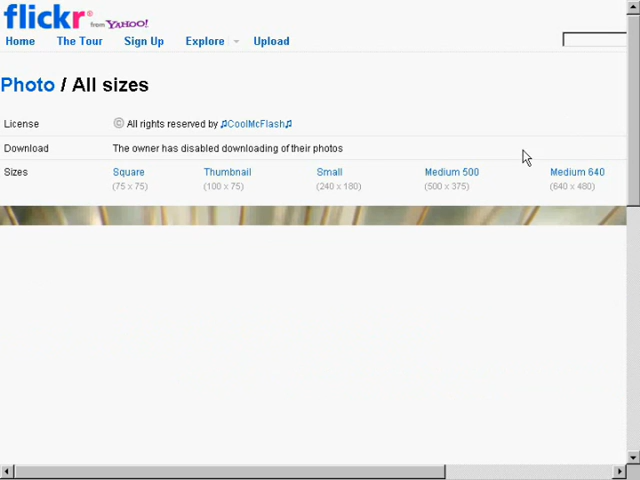 flickr® from YAHOO!
Home The Tour Sign Up Explore Upload
Photo / All sizes
License © All rights reserved by ♫CoolMcFlash♫
Download The owner has disabled downloading of their photos
Sizes Square Thumbnail Small Medium 500 Medium 640
(75 x 75) (100 x 75) (240 x 180) (500 x 375) (640 x 480)